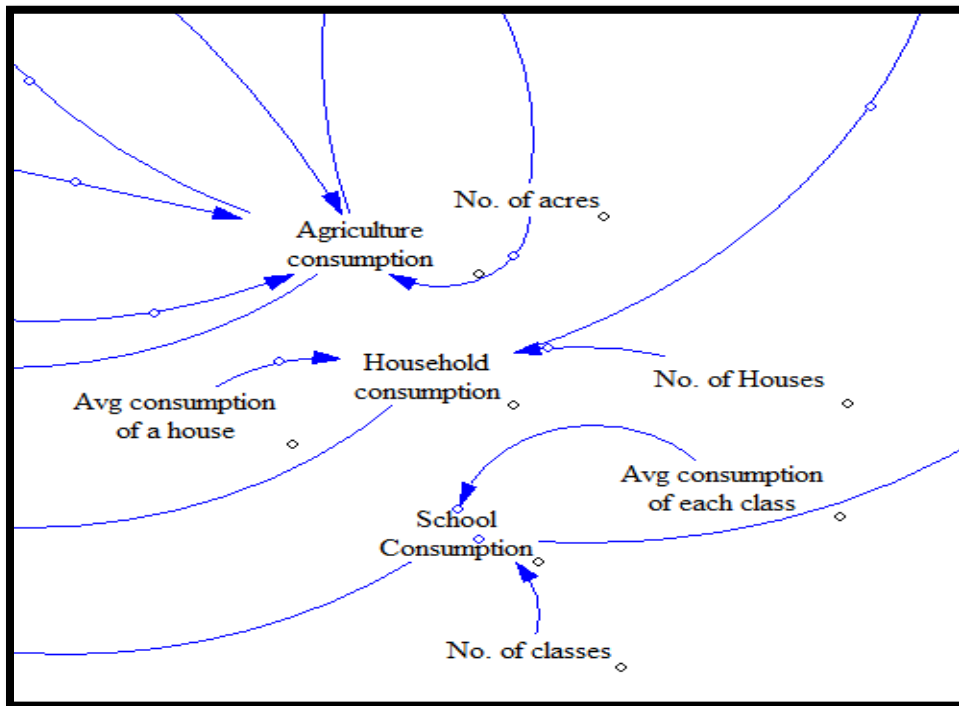 No. of acres
Agriculture
consumption
Household
consumption
No. of Houses
Avg consumption
of a house
Avg consumption
of each class
School
Consumption
No. of classes